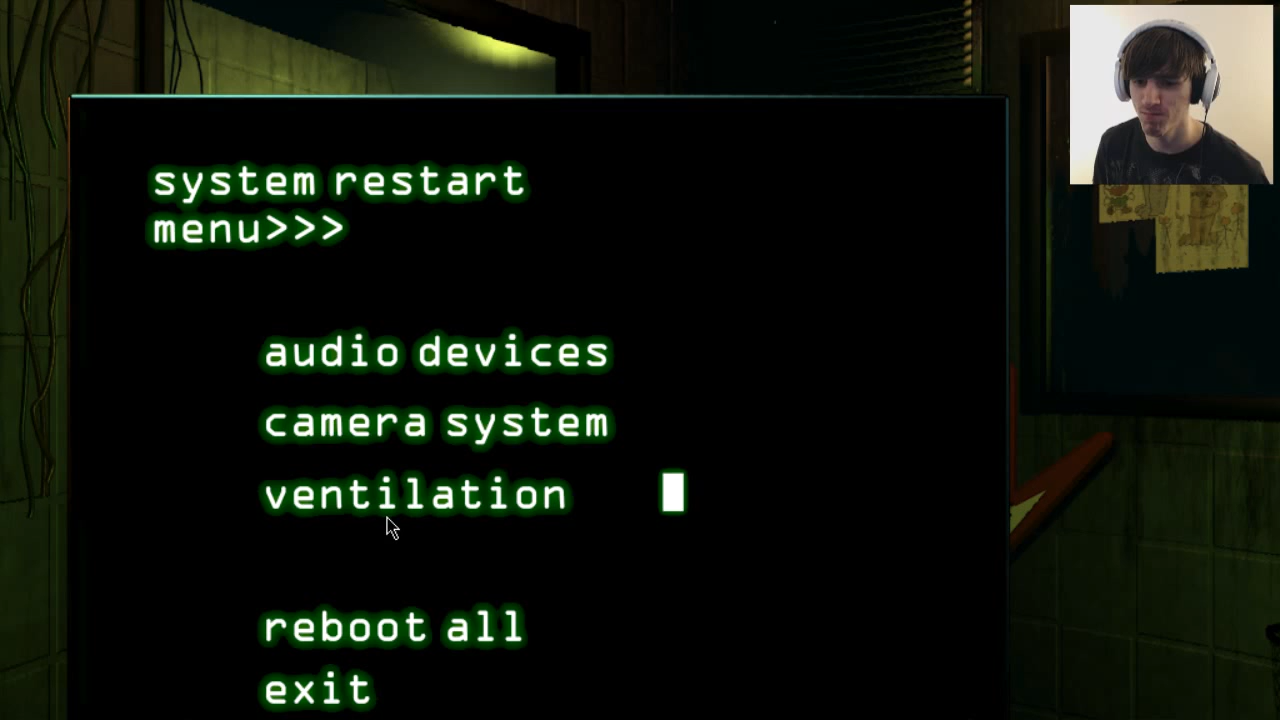 system restart
menu>>>
audio devices
camera system
ventilation
reboot all
exit